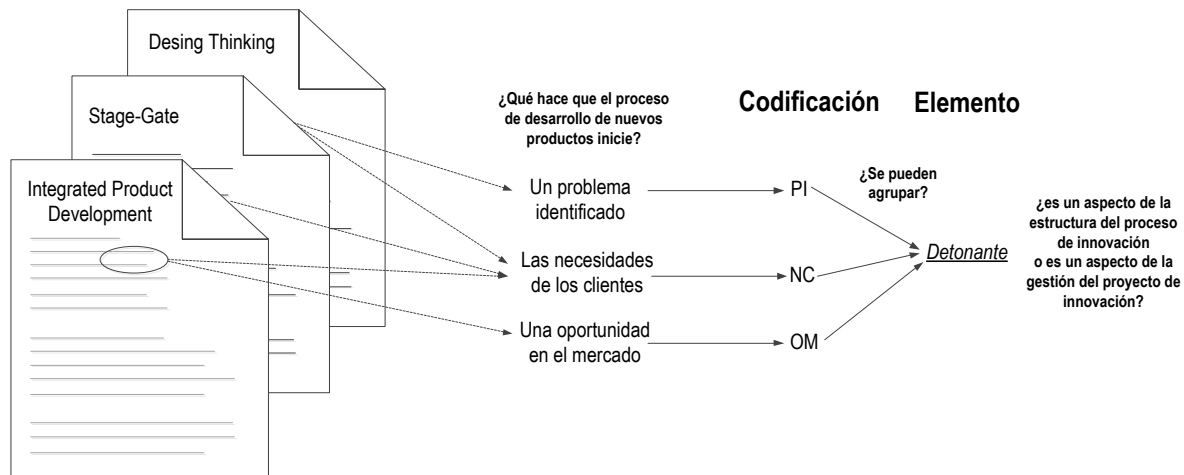 Desing Thinking
Stage-Gate
Integrated Product
Development
¿Qué hace que el proceso
de desarrollo de nuevos
productos inicie?
Un problema
identificado
Las necesidades
de los clientes
Una oportunidad
en el mercado
Codificación
PI
NC
OM
¿Se pueden
agrupar?
Elemento
Detonante
¿es un aspecto de la
estructura del proceso
de innovación
o es un aspecto de la
gestión del proyecto de
innovación?